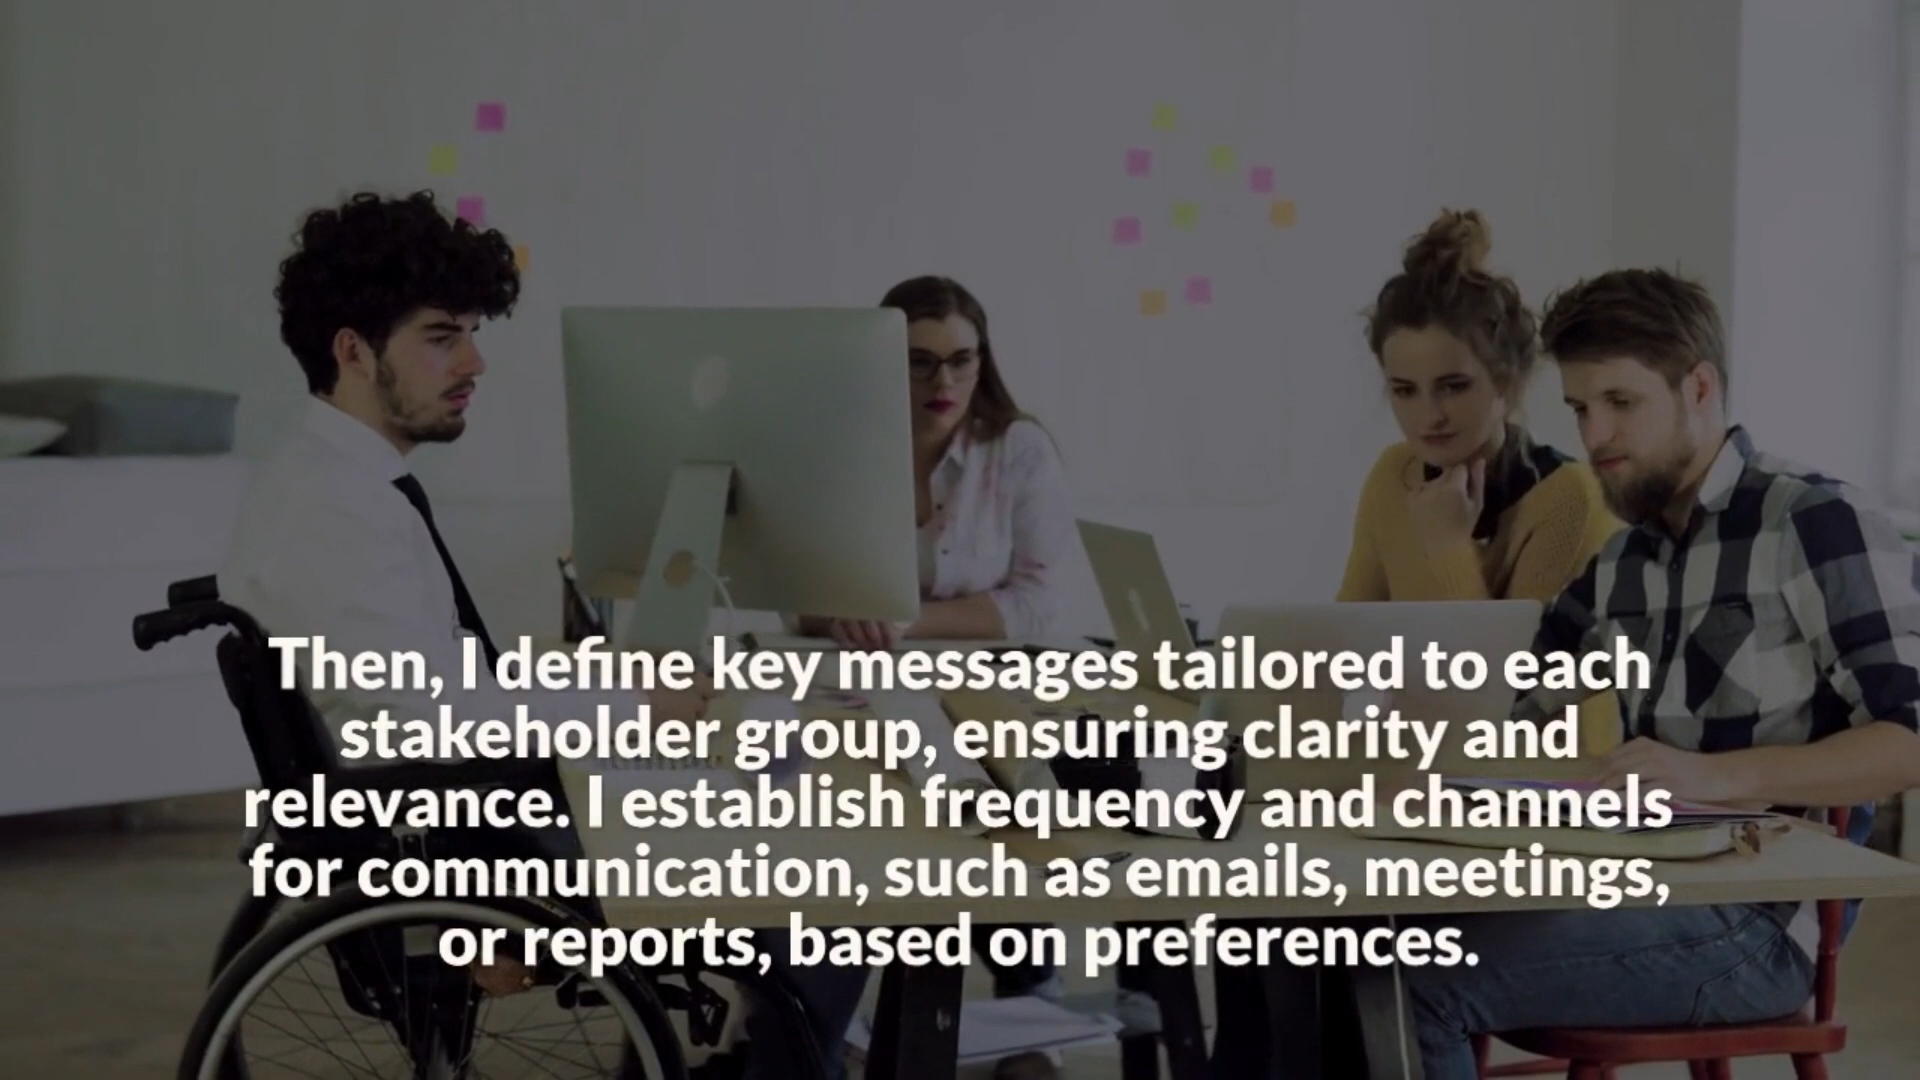 Then, I define key messages tailored to each
stakeholder group, ensuring clarity and
relevance. I establish frequency and channels
for communication, such as emails, meetings,
or reports, based on preferences.